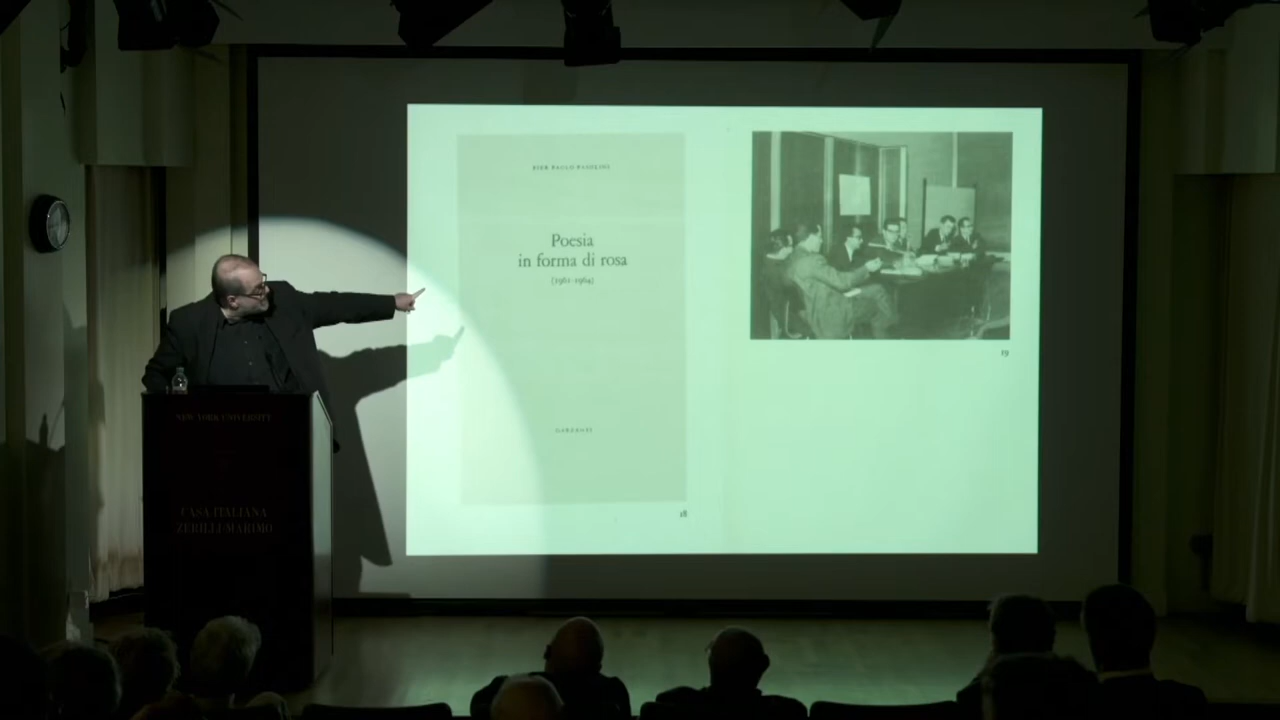 PIER PAOLO PASOLINI
Poesia
in forma di rosa
(1961-1964)
GARZANTI
18
19
NEW YORK UNIVERSITY
CASA ITALIANA
ZERILLI-MARIMÒ